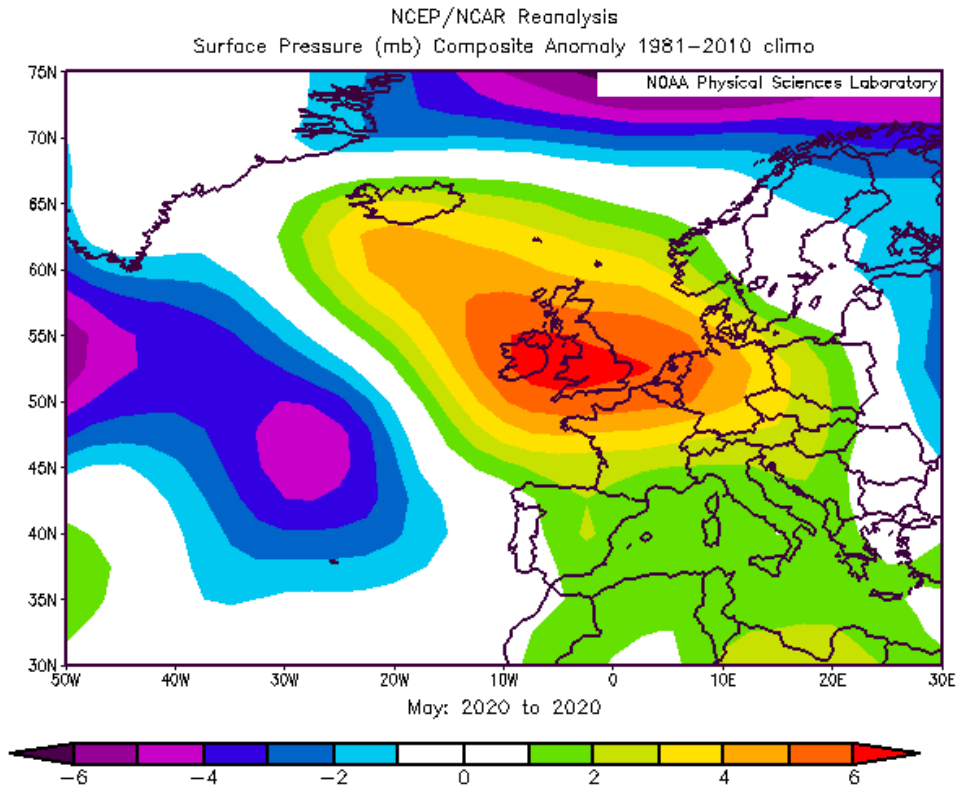 NCEP/NCAR Reanalysis
Surface Pressure (mb) Composite Anomaly 1981-2010 climo
NOAA Physical Sciences Laboratory
75N
70N
65N
60N
55N
50N
45N
40N
35N
30N
50W 40W 30W 20W 10W 0 10E 20E 30E
May: 2020 to 2020
-6 -4 -2 0 2 4 6